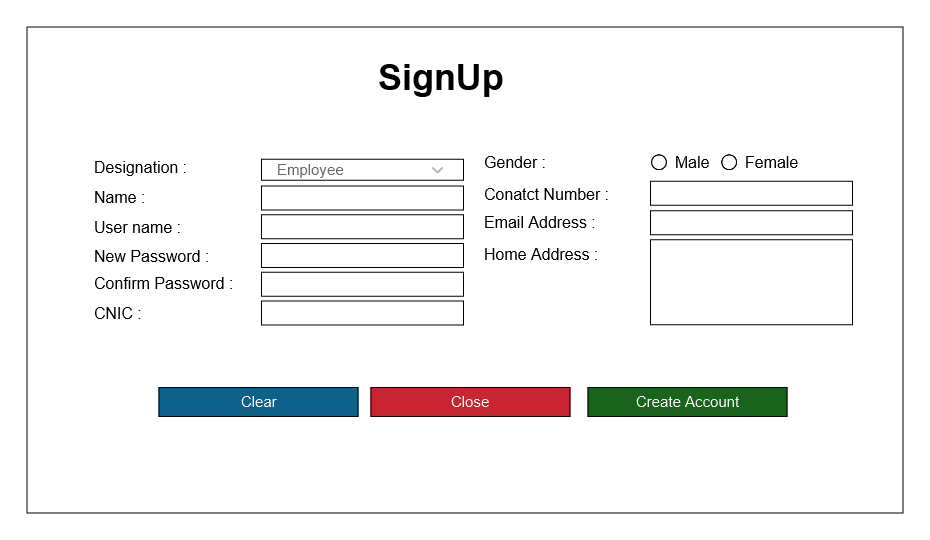 SignUp
Designation :
Employee
Name :
User name :
New Password :
Confirm Password :
CNIC :
Gender :
Male
Female
Conatct Number :
Email Address :
Home Address :
Clear
Close
Create Account